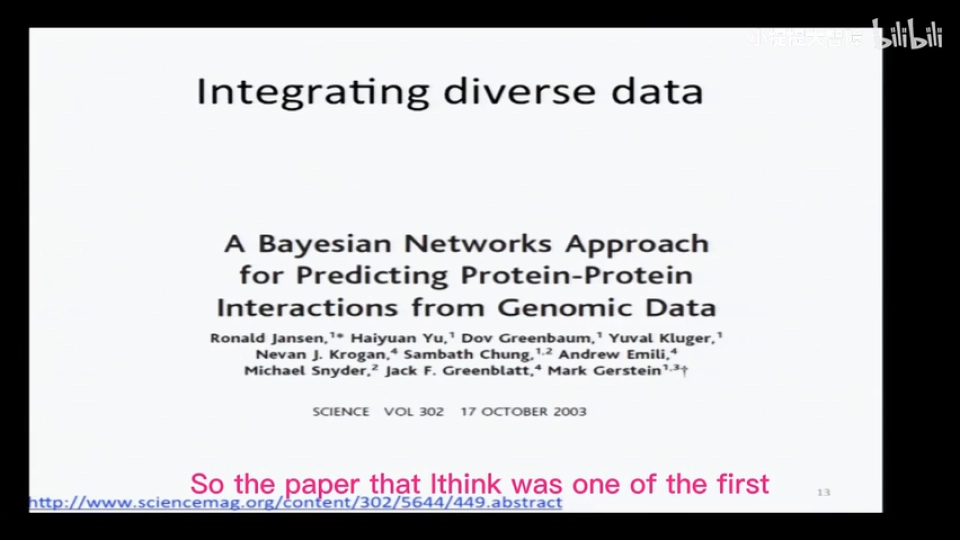 bilibili
Integrating diverse data
A Bayesian Networks Approach
for Predicting Protein-Protein
Interactions from Genomic Data
Ronald Jansen,¹* Haiyuan Yu,¹ Dov Greenbaum,¹ Yuval Kluger,¹
Nevan J. Krogan,⁴ Sambath Chung,¹,² Andrew Emili,⁴
Michael Snyder,² Jack F. Greenblatt,⁴ Mark Gerstein¹,³†
SCIENCE VOL 302 17 OCTOBER 2003
So the paper that Ithink was one of the first
13
http://www.sciencemag.org/content/302/5644/449.abstract